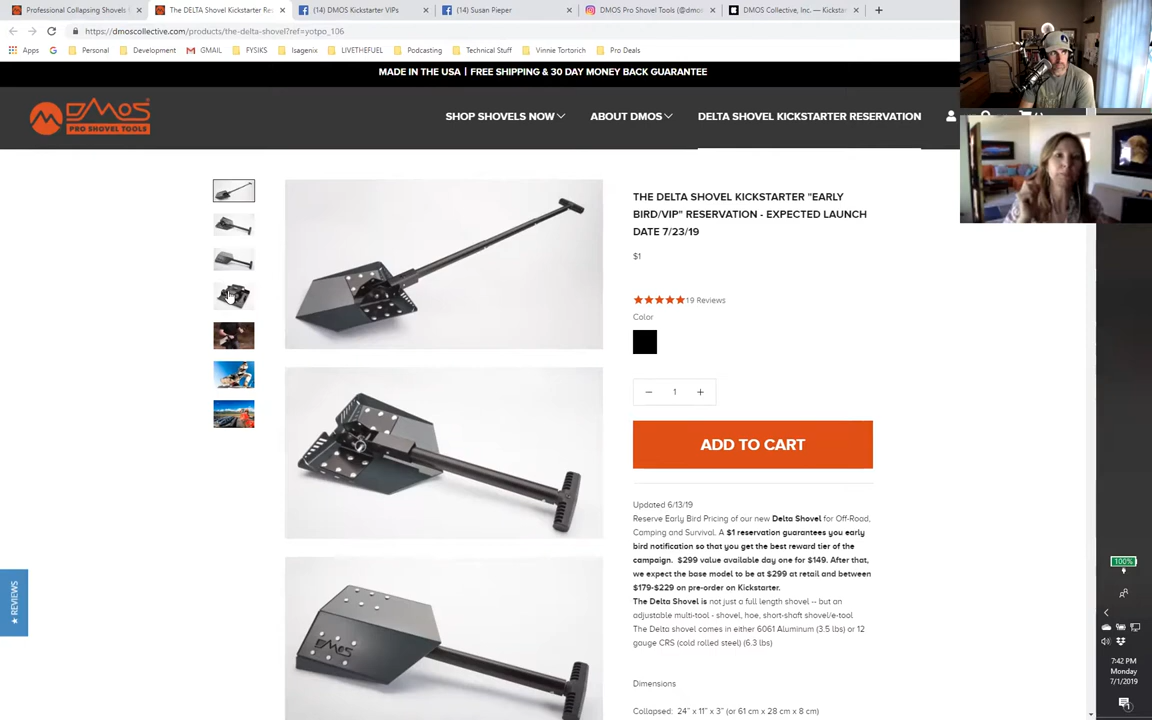 Professional Collapsing Shovels
The DELTA Shovel Kickstarter Res
(14) DMOS Kickstarter VIPs
(14) Susan Pieper
DMOS Pro Shovel Tools (@dmos
DMOS Collective, Inc. — Kickstar
https://dmoscollective.com/products/the-delta-shovel?ref=yotpo_106
Apps
Personal
Development
GMAIL
FYSIKS
Isagenix
LIVETHEFUEL
Podcasting
Technical Stuff
Vinnie Tortorich
Pro Deals
MADE IN THE USA | FREE SHIPPING & 30 DAY MONEY BACK GUARANTEE
DMOS
PRO SHOVEL TOOLS
SHOP SHOVELS NOW
ABOUT DMOS
DELTA SHOVEL KICKSTARTER RESERVATION
THE DELTA SHOVEL KICKSTARTER "EARLY
BIRD/VIP" RESERVATION - EXPECTED LAUNCH
DATE 7/23/19
$1
19 Reviews
Color
1
ADD TO CART
Updated 6/13/19
Reserve Early Bird Pricing of our new Delta Shovel for Off-Road,
Camping and Survival. A $1 reservation guarantees you early
bird notification so that you get the best reward tier of the
campaign. $299 value available day one for $149. After that,
we expect the base model to be at $299 at retail and between
$179-$229 on pre-order on Kickstarter.
The Delta Shovel is not just a full length shovel -- but an
adjustable multi-tool - shovel, hoe, short-shaft shovel/e-tool
The Delta shovel comes in either 6061 Aluminum (3.5 lbs) or 12
gauge CRS (cold rolled steel) (6.3 lbs)
Dimensions
Collapsed: 24" x 11" x 3" (or 61 cm x 28 cm x 8 cm)
DMOS
★ REVIEWS
100%
7:42 PM
Monday
7/1/2019